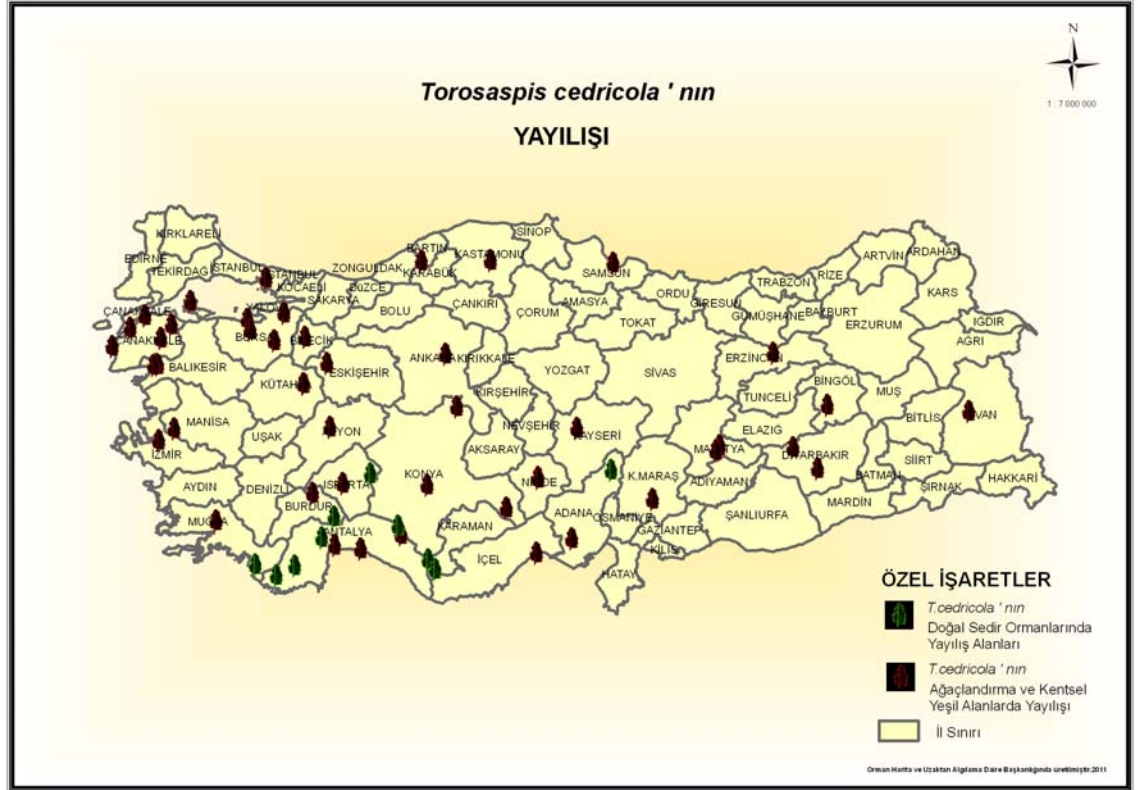 N
1 : 7 000 000
Torosaspis cedricola ' nın
YAYILIŞI
KIRKLARELİ
EDİRNE
TEKİRDAĞ
İSTANBUL
İSTANBUL
KOCAELİ
SAKARYA
DÜZCE
ZONGULDAK
BARTIN
KARABÜK
KASTAMONU
SİNOP
SAMSUN
ORDU
GİRESUN
TRABZON
RİZE
ARTVİN
ARDAHAN
KARS
IGDIR
AGRI
ERZURUM
BAYBURT
GÜMÜŞHANE
ERZİNCAN
TOKAT
AMASYA
ÇORUM
ÇANKIRI
BOLU
ÇANAKKALE
ÇANAKKALE
BALIKESİR
BURSA
BİLECİK
ESKİŞEHİR
KÜTAHYA
ANKARA
KIRIKKALE
KIRŞEHİR
YOZGAT
SİVAS
TUNCELİ
BİNGÖL
MUŞ
BİTLİS
VAN
ELAZIĞ
MALATYA
DİYARBAKIR
BATMAN
SİİRT
ŞIRNAK
HAKKARİ
MARDİN
ŞANLIURFA
ADIYAMAN
K.MARAŞ
GAZİANTEP
KİLİS
OSMANİYE
HATAY
ADANA
KAYSERİ
NEVŞEHİR
NİĞDE
AKSARAY
KONYA
KARAMAN
İÇEL
ANTALYA
ISPARTA
BURDUR
AFYON
UŞAK
DENİZLİ
MANİSA
İZMİR
AYDIN
MUĞLA
ÖZEL İŞARETLER
T.cedricola ' nın
Doğal Sedir Ormanlarında
Yayılış Alanları
T.cedricola ' nın
Ağaçlandırma ve Kentsel
Yeşil Alanlarda Yayılışı
İl Sınırı
Orman Harita ve Uzaktan Algılama Daire Başkanlığında üretilmiştir.2011